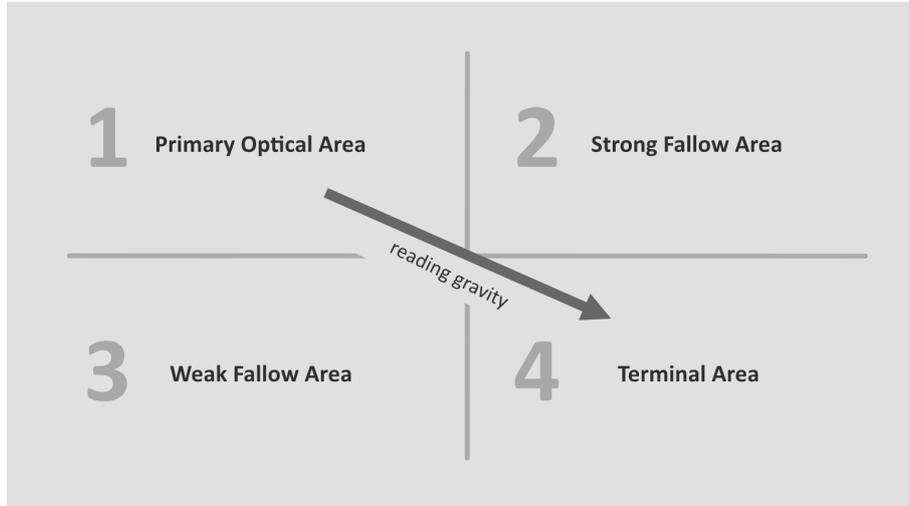 1 Primary Optical Area
2 Strong Fallow Area
reading gravity
3 Weak Fallow Area
4 Terminal Area